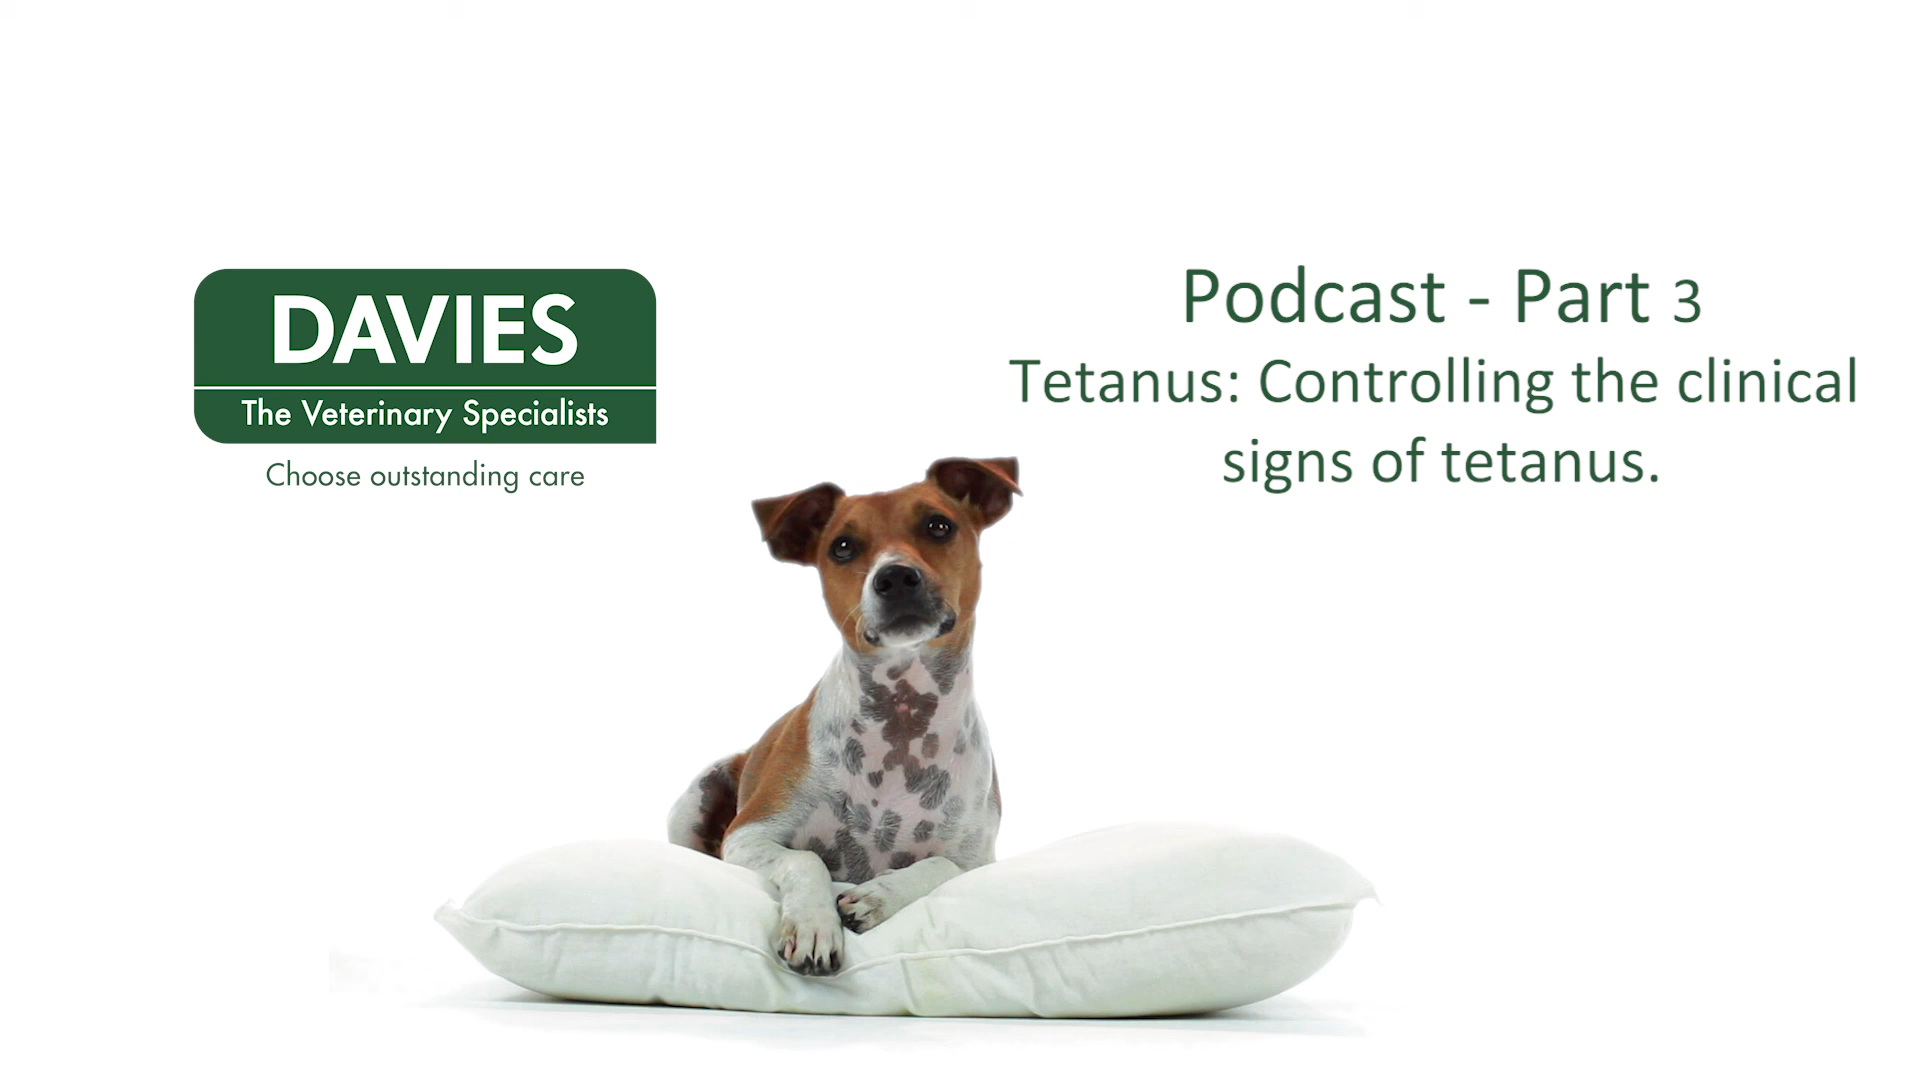 DAVIES
The Veterinary Specialists
Choose outstanding care
Podcast - Part 3
Tetanus: Controlling the clinical
signs of tetanus.